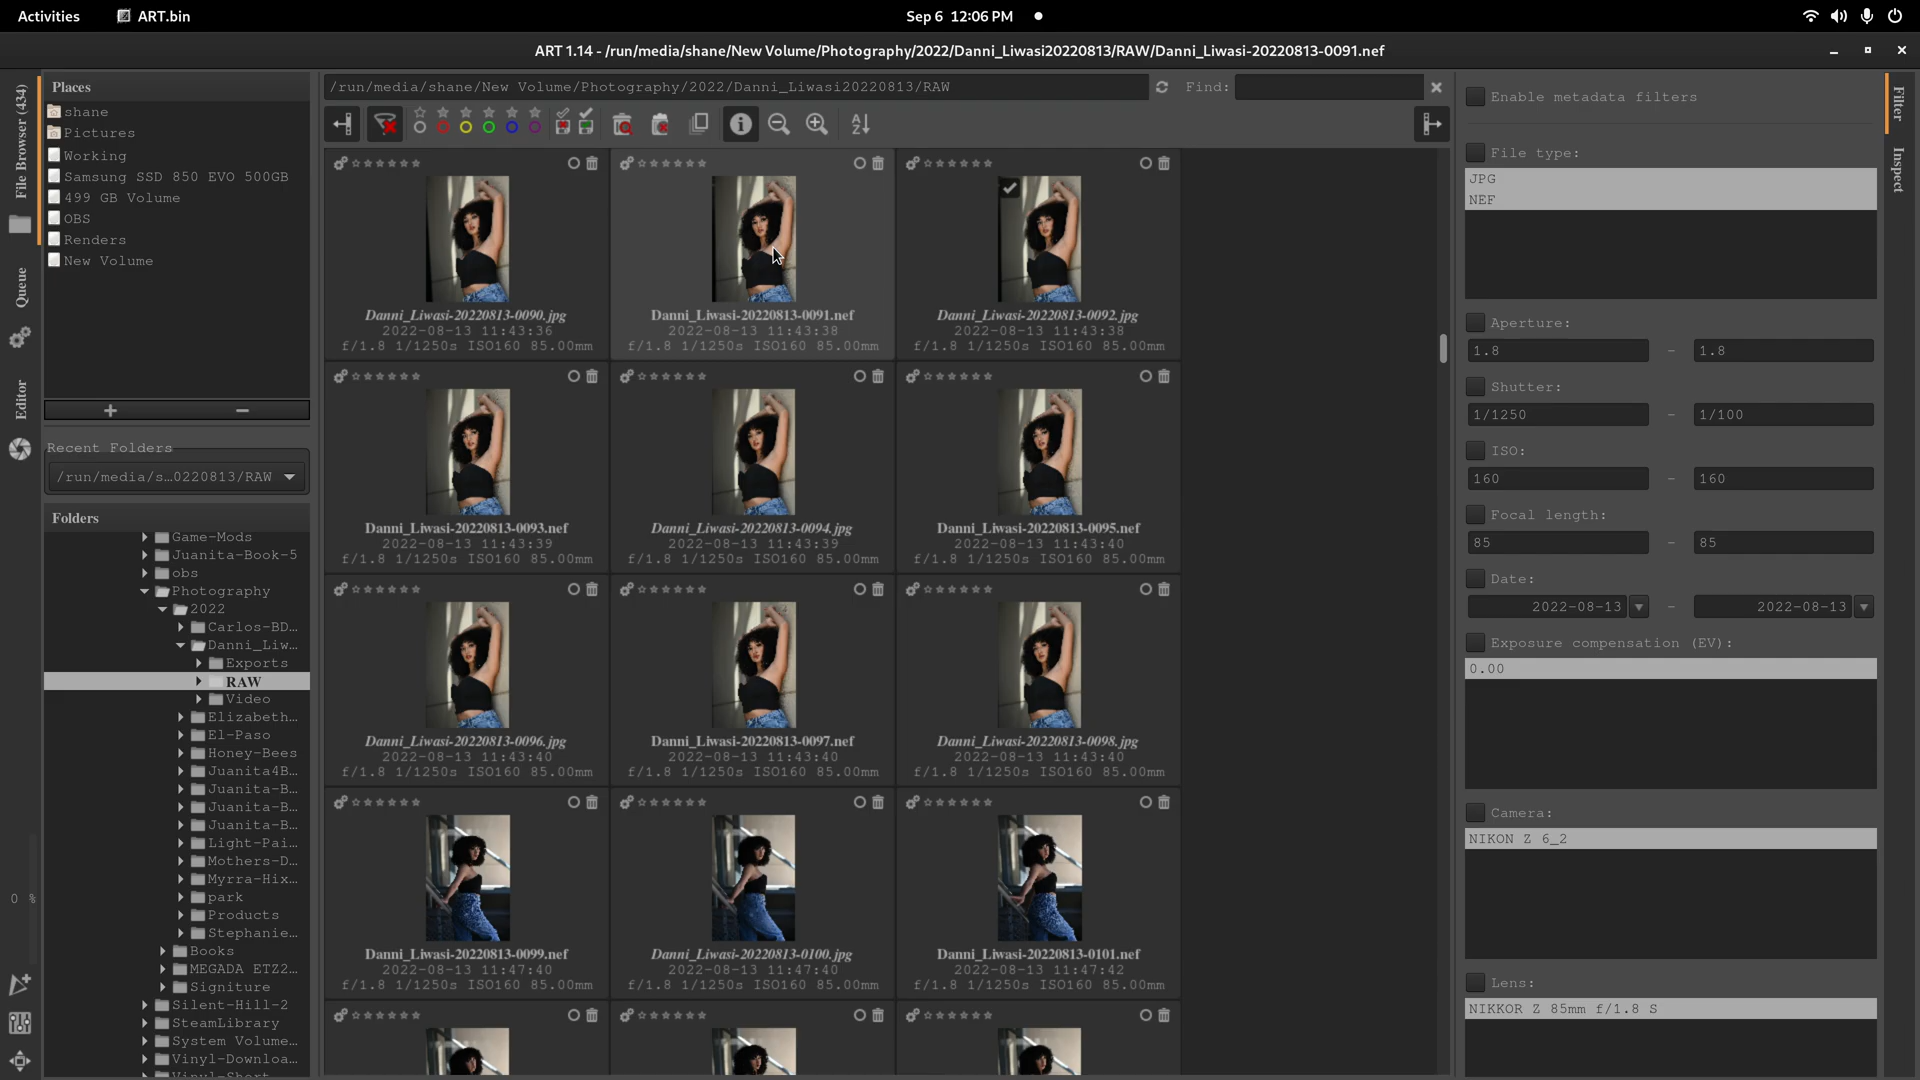 Activities ART.bin Sep 6 12:06 PM
ART 1.14 - /run/media/shane/New Volume/Photography/2022/Danni_Liwasi20220813/RAW/Danni_Liwasi-20220813-0091.nef
File Browser (434)
Queue
Editor
0 %
Places
shane
Pictures
Working
Samsung SSD 850 EVO 500GB
499 GB Volume
OBS
Renders
New Volume
+ −
Recent Folders
/run/media/s…0220813/RAW
Folders
Game-Mods
Juanita-Book-5
obs
Photography
2022
Carlos-BD…
Danni_Liw…
Exports
RAW
Video
Elizabeth…
El-Paso
Honey-Bees
Juanita4B…
Juanita-B…
Juanita-B…
Juanita-B…
Light-Pai…
Mothers-D…
Myrra-Hix…
park
Products
Stephanie…
Books
MEGADA ETZ2…
Signiture
Silent-Hill-2
SteamLibrary
System Volume…
Vinyl-Downloa…
Vinyl-Short
/run/media/shane/New Volume/Photography/2022/Danni_Liwasi20220813/RAW Find:
Danni_Liwasi-20220813-0090.jpg Danni_Liwasi-20220813-0091.nef Danni_Liwasi-20220813-0092.jpg
2022-08-13 11:43:36 2022-08-13 11:43:38 2022-08-13 11:43:38
f/1.8 1/1250s ISO160 85.00mm f/1.8 1/1250s ISO160 85.00mm f/1.8 1/1250s ISO160 85.00mm
Danni_Liwasi-20220813-0093.nef Danni_Liwasi-20220813-0094.jpg Danni_Liwasi-20220813-0095.nef
2022-08-13 11:43:39 2022-08-13 11:43:39 2022-08-13 11:43:40
f/1.8 1/1250s ISO160 85.00mm f/1.8 1/1250s ISO160 85.00mm f/1.8 1/1250s ISO160 85.00mm
Danni_Liwasi-20220813-0096.jpg Danni_Liwasi-20220813-0097.nef Danni_Liwasi-20220813-0098.jpg
2022-08-13 11:43:40 2022-08-13 11:43:40 2022-08-13 11:43:40
f/1.8 1/1250s ISO160 85.00mm f/1.8 1/1250s ISO160 85.00mm f/1.8 1/1250s ISO160 85.00mm
Danni_Liwasi-20220813-0099.nef Danni_Liwasi-20220813-0100.jpg Danni_Liwasi-20220813-0101.nef
2022-08-13 11:47:40 2022-08-13 11:47:40 2022-08-13 11:47:42
f/1.8 1/1250s ISO160 85.00mm f/1.8 1/1250s ISO160 85.00mm f/1.8 1/1250s ISO160 85.00mm
Enable metadata filters
File type:
JPG
NEF
Aperture:
1.8 – 1.8
Shutter:
1/1250 – 1/100
ISO:
160 – 160
Focal length:
85 – 85
Date:
2022-08-13 – 2022-08-13
Exposure compensation (EV):
0.00
Camera:
NIKON Z 6_2
Lens:
NIKKOR Z 85mm f/1.8 S
Filter
Inspect